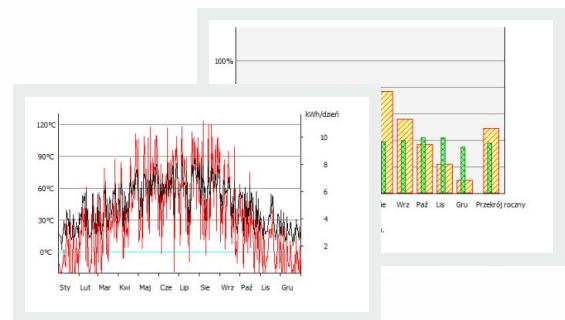 100%
ie Wrz Paź Lis Gru Przekrój roczny
kWh/dzień
120°C
10
90°C
8
60°C
6
30°C
4
0°C
2
Sty Lut Mar Kwi Maj Cze Lip Sie Wrz Paź Lis Gru